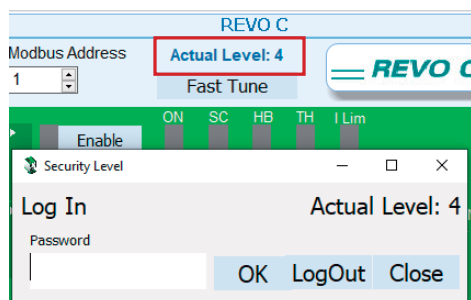 REVO C
Modbus Address
Actual Level: 4
REVO C
1
Fast Tune
ON SC HB TH I Lim
Enable
Security Level
Log In
Actual Level: 4
Password
OK LogOut Close